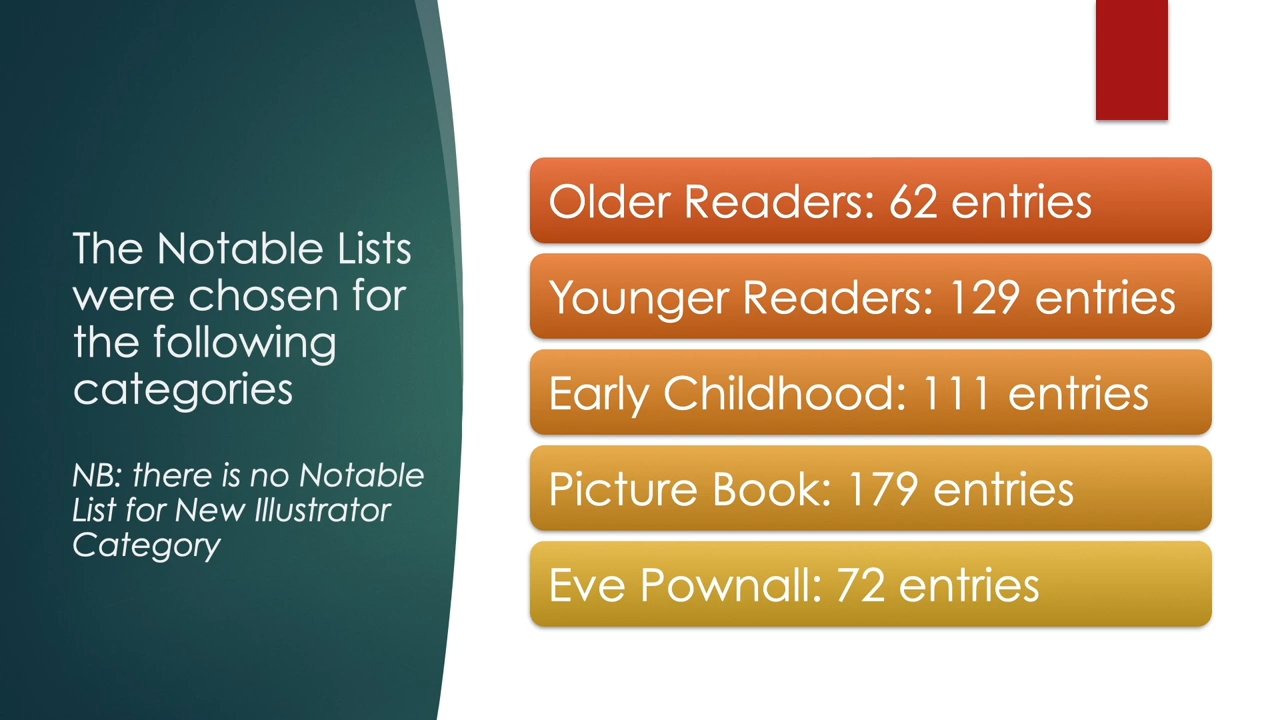 The Notable Lists
were chosen for
the following
categories
NB: there is no Notable
List for New Illustrator
Category
Older Readers: 62 entries
Younger Readers: 129 entries
Early Childhood: 111 entries
Picture Book: 179 entries
Eve Pownall: 72 entries